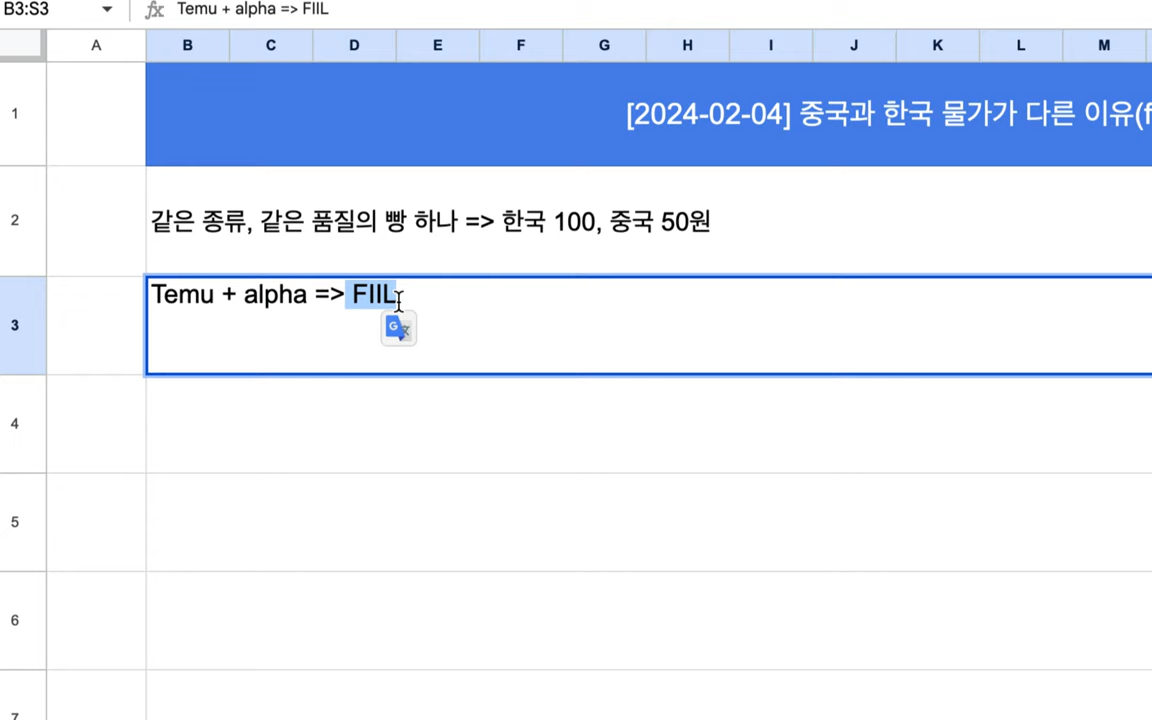 B3:S3 fx Temu + alpha => FIIL
A B C D E F G H I J K L M
1 [2024-02-04] 중국과 한국 물가가 다른 이유(f
2 같은 종류, 같은 품질의 빵 하나 => 한국 100, 중국 50원
3 Temu + alpha => FIIL
4
5
6
7